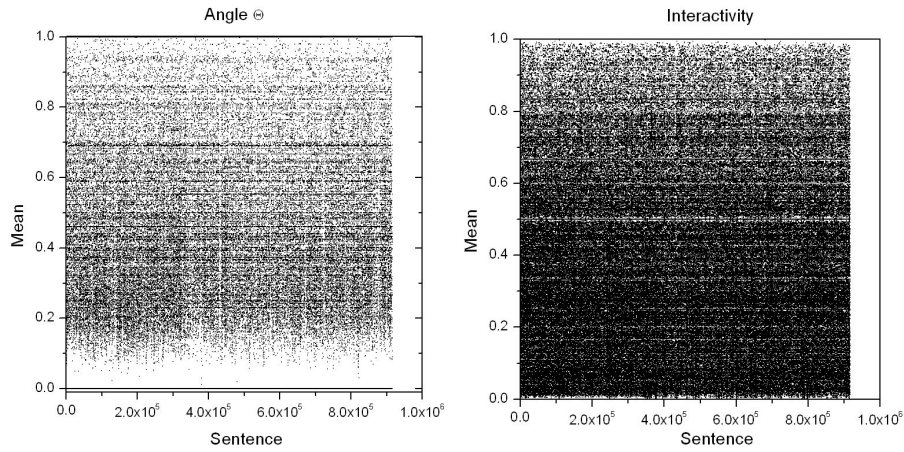 Angle Θ
Mean
1.0
0.8
0.6
0.4
0.2
0.0
0.0
2.0x10⁵
4.0x10⁵
6.0x10⁵
8.0x10⁵
1.0x10⁶
Sentence
Interactivity
Mean
1.0
0.8
0.6
0.4
0.2
0.0
0.0
2.0x10⁵
4.0x10⁵
6.0x10⁵
8.0x10⁵
1.0x10⁶
Sentence